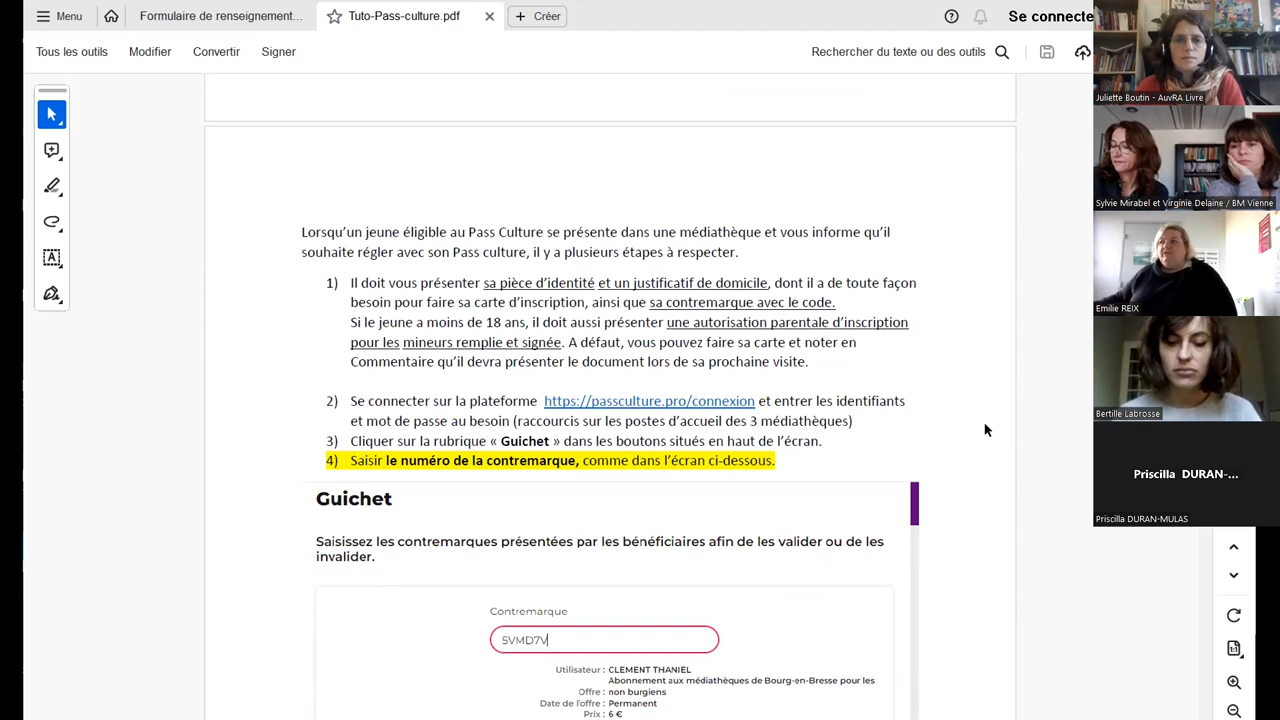 Menu
Formulaire de renseignement...
Tuto-Pass-culture.pdf
Créer
Se connecte
Tous les outils
Modifier
Convertir
Signer
Rechercher du texte ou des outils
Juliette Boutin - AuvRA Livre
Sylvie Mirabel et Virginie Delaine / BM Vienne
Emilie REIX
Bertille Labrosse
Priscilla DURAN-...
Priscilla DURAN-MULAS
Lorsqu'un jeune éligible au Pass Culture se présente dans une médiathèque et vous informe qu'il
souhaite régler avec son Pass culture, il y a plusieurs étapes à respecter.
1) Il doit vous présenter sa pièce d'identité et un justificatif de domicile, dont il a de toute façon
besoin pour faire sa carte d'inscription, ainsi que sa contremarque avec le code.
Si le jeune a moins de 18 ans, il doit aussi présenter une autorisation parentale d'inscription
pour les mineurs remplie et signée. A défaut, vous pouvez faire sa carte et noter en
Commentaire qu'il devra présenter le document lors de sa prochaine visite.
2) Se connecter sur la plateforme https://passculture.pro/connexion et entrer les identifiants
et mot de passe au besoin (raccourcis sur les postes d'accueil des 3 médiathèques)
3) Cliquer sur la rubrique « Guichet » dans les boutons situés en haut de l'écran.
4) Saisir le numéro de la contremarque, comme dans l'écran ci-dessous.
Guichet
Saisissez les contremarques présentées par les bénéficiaires afin de les valider ou de les
invalider.
Contremarque
5VMD7V
Utilisateur : CLEMENT THANIEL
Abonnement aux médiathèques de Bourg-en-Bresse pour les
Offre : non burgiens
Date de l'offre : Permanent
Prix : 6 €
1:1